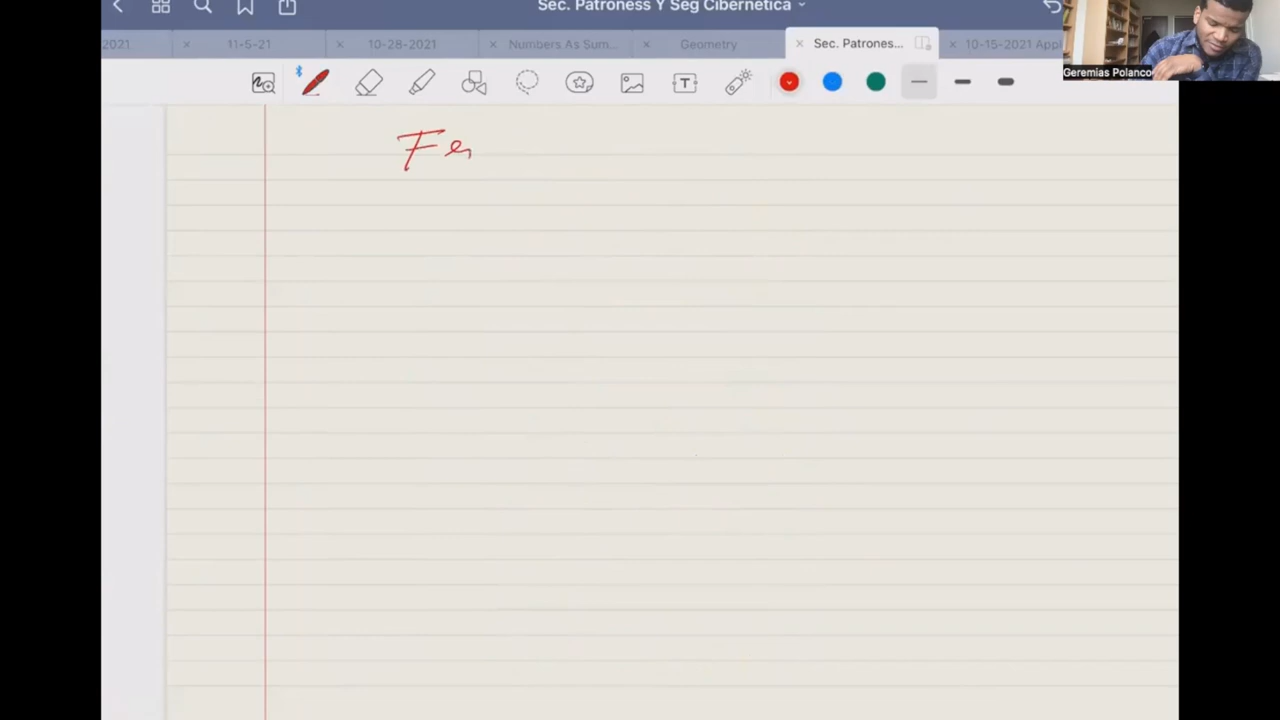 Sec. Patroness Y Seg Cibernetica
2021 11-5-21 10-28-2021 Numbers As Sum... Geometry Sec. Patrones... 10-15-2021 Appl
T
Geremias Polanco
Fe